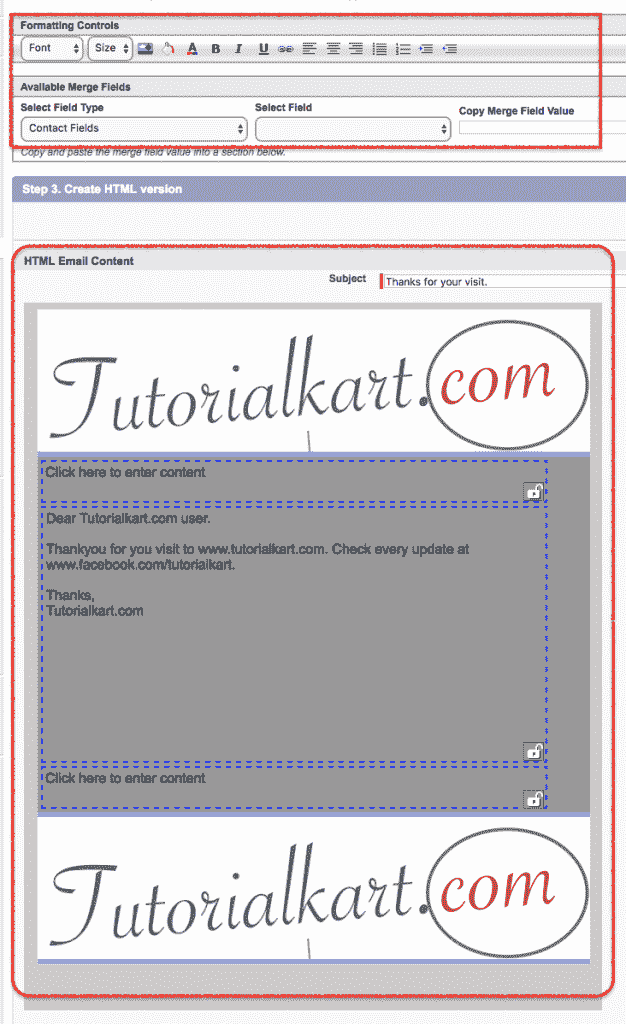 Formatting Controls
Font Size A B I U
Available Merge Fields
Select Field Type Select Field Copy Merge Field Value
Contact Fields
Copy and paste the merge field value into a section below.
Step 3. Create HTML version
HTML Email Content
Subject Thanks for your visit.
Tutorialkart.com
Click here to enter content
Dear Tutorialkart.com user.
Thankyou for you visit to www.tutorialkart.com. Check every update at
www.facebook.com/tutorialkart.
Thanks,
Tutorialkart.com
Click here to enter content
Tutorialkart.com